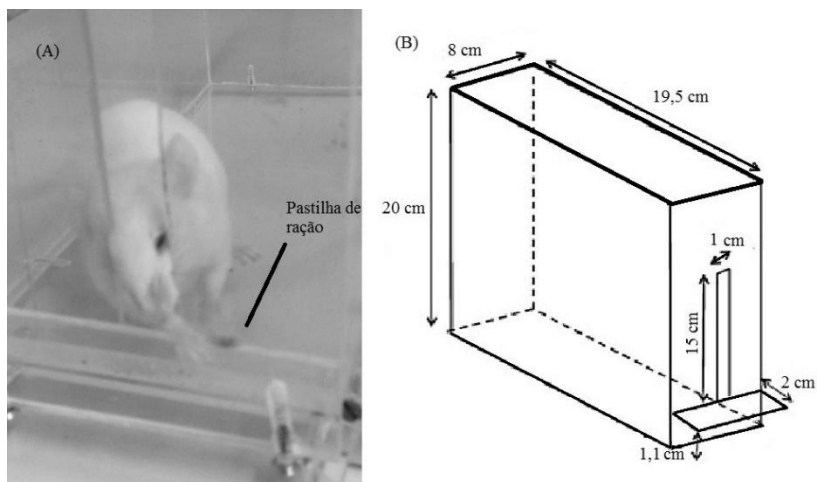 (A)
Pastilha de
ração
(B)
8 cm
19,5 cm
20 cm
1 cm
15 cm
2 cm
1,1 cm